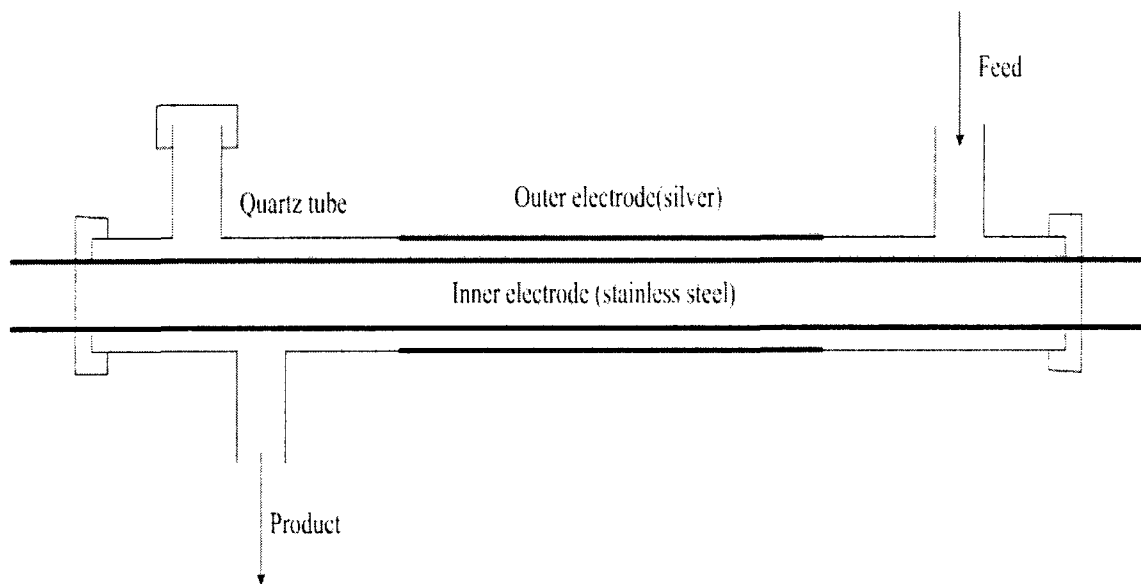 Feed
Quartz tube
Outer electrode(silver)
Inner electrode (stainless steel)
Product